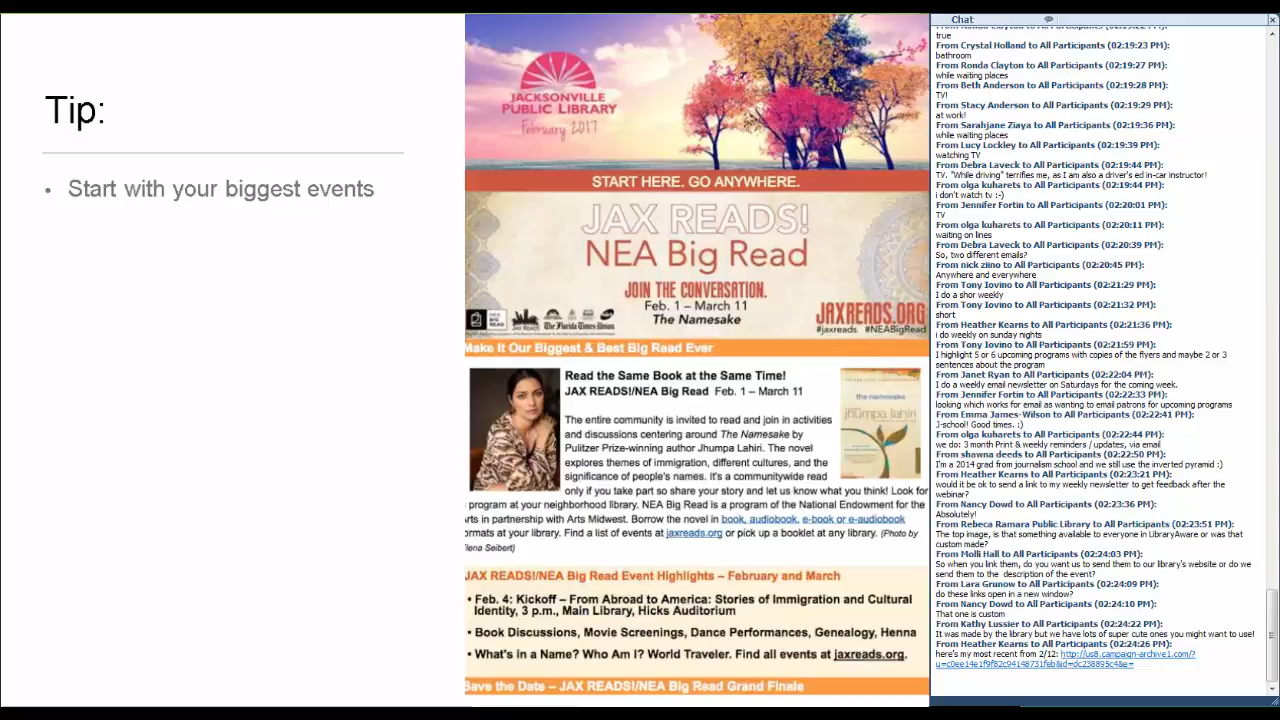 Tip:
• Start with your biggest events
JACKSONVILLE
PUBLIC LIBRARY
February 2017
START HERE. GO ANYWHERE.
JAX READS!
NEA Big Read
JOIN THE CONVERSATION.
Feb. 1 – March 11
The Namesake
JAXREADS.ORG
#jaxreads #NEABigRead
Make It Our Biggest & Best Big Read Ever
Read the Same Book at the Same Time!
JAX READS!/NEA Big Read Feb. 1 – March 11
The entire community is invited to read and join in activities
and discussions centering around The Namesake by
Pulitzer Prize-winning author Jhumpa Lahiri. The novel
explores themes of immigration, different cultures, and the
significance of people's names. It's a communitywide read
only if you take part so share your story and let us know what you think! Look for
program at your neighborhood library. NEA Big Read is a program of the National Endowment for the
Arts in partnership with Arts Midwest. Borrow the novel in book, audiobook, e-book or e-audiobook
ormats at your library. Find a list of events at jaxreads.org or pick up a booklet at any library. (Photo by
lena Seibert)
the namesake
jhumpa lahiri
JAX READS!/NEA Big Read Event Highlights – February and March
• Feb. 4: Kickoff – From Abroad to America: Stories of Immigration and Cultural
Identity, 3 p.m., Main Library, Hicks Auditorium
• Book Discussions, Movie Screenings, Dance Performances, Genealogy, Henna
• What's in a Name? Who Am I? World Traveler. Find all events at jaxreads.org.
Save the Date – JAX READS!/NEA Big Read Grand Finale
Chat
true
From Crystal Holland to All Participants (02:19:23 PM):
bathroom
From Ronda Clayton to All Participants (02:19:27 PM):
while waiting places
From Beth Anderson to All Participants (02:19:28 PM):
TV!
From Stacy Anderson to All Participants (02:19:29 PM):
at work!
From Sarahjane Ziaya to All Participants (02:19:36 PM):
while waiting places
From Lucy Lockley to All Participants (02:19:39 PM):
watching TV
From Debra Laveck to All Participants (02:19:44 PM):
TV. "While driving" terrifies me, as I am also a driver's ed in-car instructor!
From olga kuharets to All Participants (02:19:44 PM):
i don't watch tv :-)
From Jennifer Fortin to All Participants (02:20:01 PM):
TV
From olga kuharets to All Participants (02:20:11 PM):
waiting on lines
From Debra Laveck to All Participants (02:20:39 PM):
So, two different emails?
From nick ziino to All Participants (02:20:45 PM):
Anywhere and everywhere
From Tony Iovino to All Participants (02:21:29 PM):
I do a shor weekly
From Tony Iovino to All Participants (02:21:32 PM):
short
From Heather Kearns to All Participants (02:21:36 PM):
i do weekly on sunday nights
From Tony Iovino to All Participants (02:21:59 PM):
I highlight 5 or 6 upcoming programs with copies of the flyers and maybe 2 or 3
sentences about the program
From Janet Ryan to All Participants (02:22:04 PM):
I do a weekly email newsletter on Saturdays for the coming week.
From Jennifer Fortin to All Participants (02:22:33 PM):
looking which works for email as wanting to email patrons for upcoming programs
From Emma James-Wilson to All Participants (02:22:41 PM):
J-school! Good times. :)
From olga kuharets to All Participants (02:22:44 PM):
we do: 3 month Print & weekly reminders / updates, via email
From shawna deeds to All Participants (02:22:50 PM):
I'm a 2014 grad from journalism school and we still use the inverted pyramid :)
From Heather Kearns to All Participants (02:23:21 PM):
would it be ok to send a link to my weekly newsletter to get feedback after the
webinar?
From Nancy Dowd to All Participants (02:23:36 PM):
Absolutely!
From Rebeca Ramara Public Library to All Participants (02:23:51 PM):
The top image, is that something available to everyone in LibraryAware or was that
custom made?
From Molli Hall to All Participants (02:24:03 PM):
So when you link them, do you want us to send them to our library's website or do we
send them to the description of the event?
From Lara Grunow to All Participants (02:24:09 PM):
do these links open in a new window?
From Nancy Dowd to All Participants (02:24:10 PM):
That one is custom
From Kathy Lussier to All Participants (02:24:22 PM):
It was made by the library but we have lots of super cute ones you might want to use!
From Heather Kearns to All Participants (02:24:26 PM):
here's my most recent from 2/12: http://us8.campaign-archive1.com/?
u=c0ee14e1f9f82c94148731feb&id=dc238895c4&e=